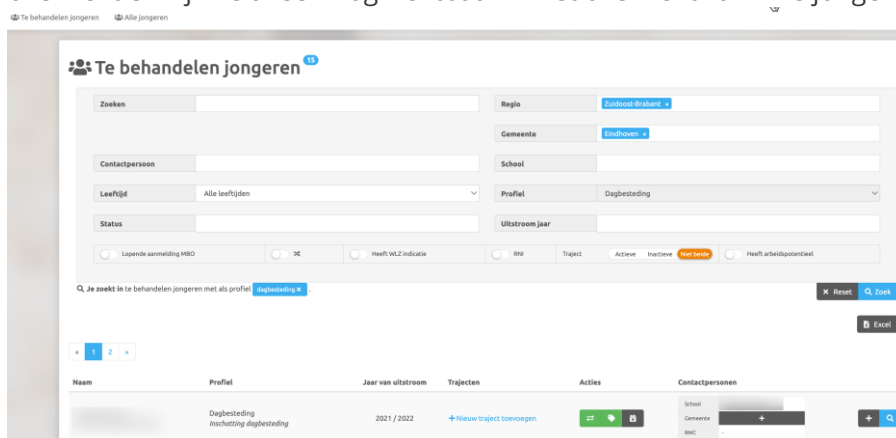 Te behandelen jongeren Alle jongeren
Te behandelen jongeren 15
Zoeken Regio Zuidoost-Brabant ×
Gemeente Eindhoven ×
Contactpersoon School
Leeftijd Alle leeftijden Profiel Dagbesteding
Status Uitstroom jaar
Lopende aanmelding MBO Heeft WLZ indicatie RNI Traject Actieve Inactieve Niet beide Heeft arbeidspotentieel
Je zoekt in te behandelen jongeren met als profiel dagbesteding × .
× Reset Zoek
Excel
« 1 2 »
Naam Profiel Jaar van uitstroom Trajecten Acties Contactpersonen
Dagbesteding
Inschatting dagbesteding
2021 / 2022
+Nieuw traject toevoegen
School
Gemeente +
RMC -
+